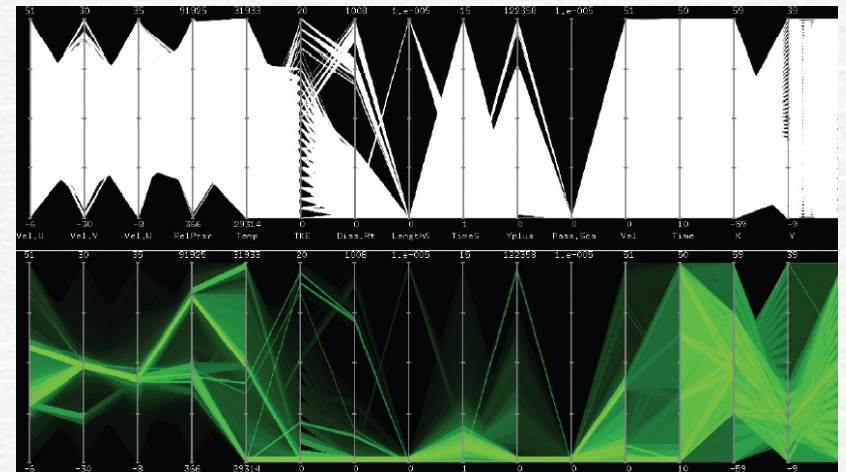 51 30 35 91925 31933 20 1008 1.e-005 15 122358 1.e-005 51 50 59 39
-6 -30 -8 366 29314 0 0 0 1 0 0 0 10 -59 -9
Vel,U Vel,V Vel,W RelPrsr Temp TKE Diss,Rt LengthS TimeS Yplus Pass,Sca Vel Time X Y
51 30 35 91925 31933 20 1008 1.e-005 15 122358 1.e-005 51 50 59 39
-6 -30 -8 366 29314 0 0 0 1 0 0 0 10 -59 -9